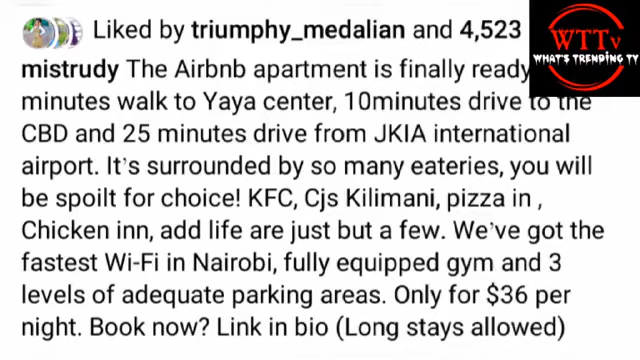 Liked by triumphy_medalian and 4,523
WTTV
WHAT'S TRENDING TV
mistrudy The Airbnb apartment is finally ready
minutes walk to Yaya center, 10minutes drive to the
CBD and 25 minutes drive from JKIA international
airport. It's surrounded by so many eateries, you will
be spoilt for choice! KFC, Cjs Kilimani, pizza in ,
Chicken inn, add life are just but a few. We've got the
fastest Wi-Fi in Nairobi, fully equipped gym and 3
levels of adequate parking areas. Only for $36 per
night. Book now? Link in bio (Long stays allowed)